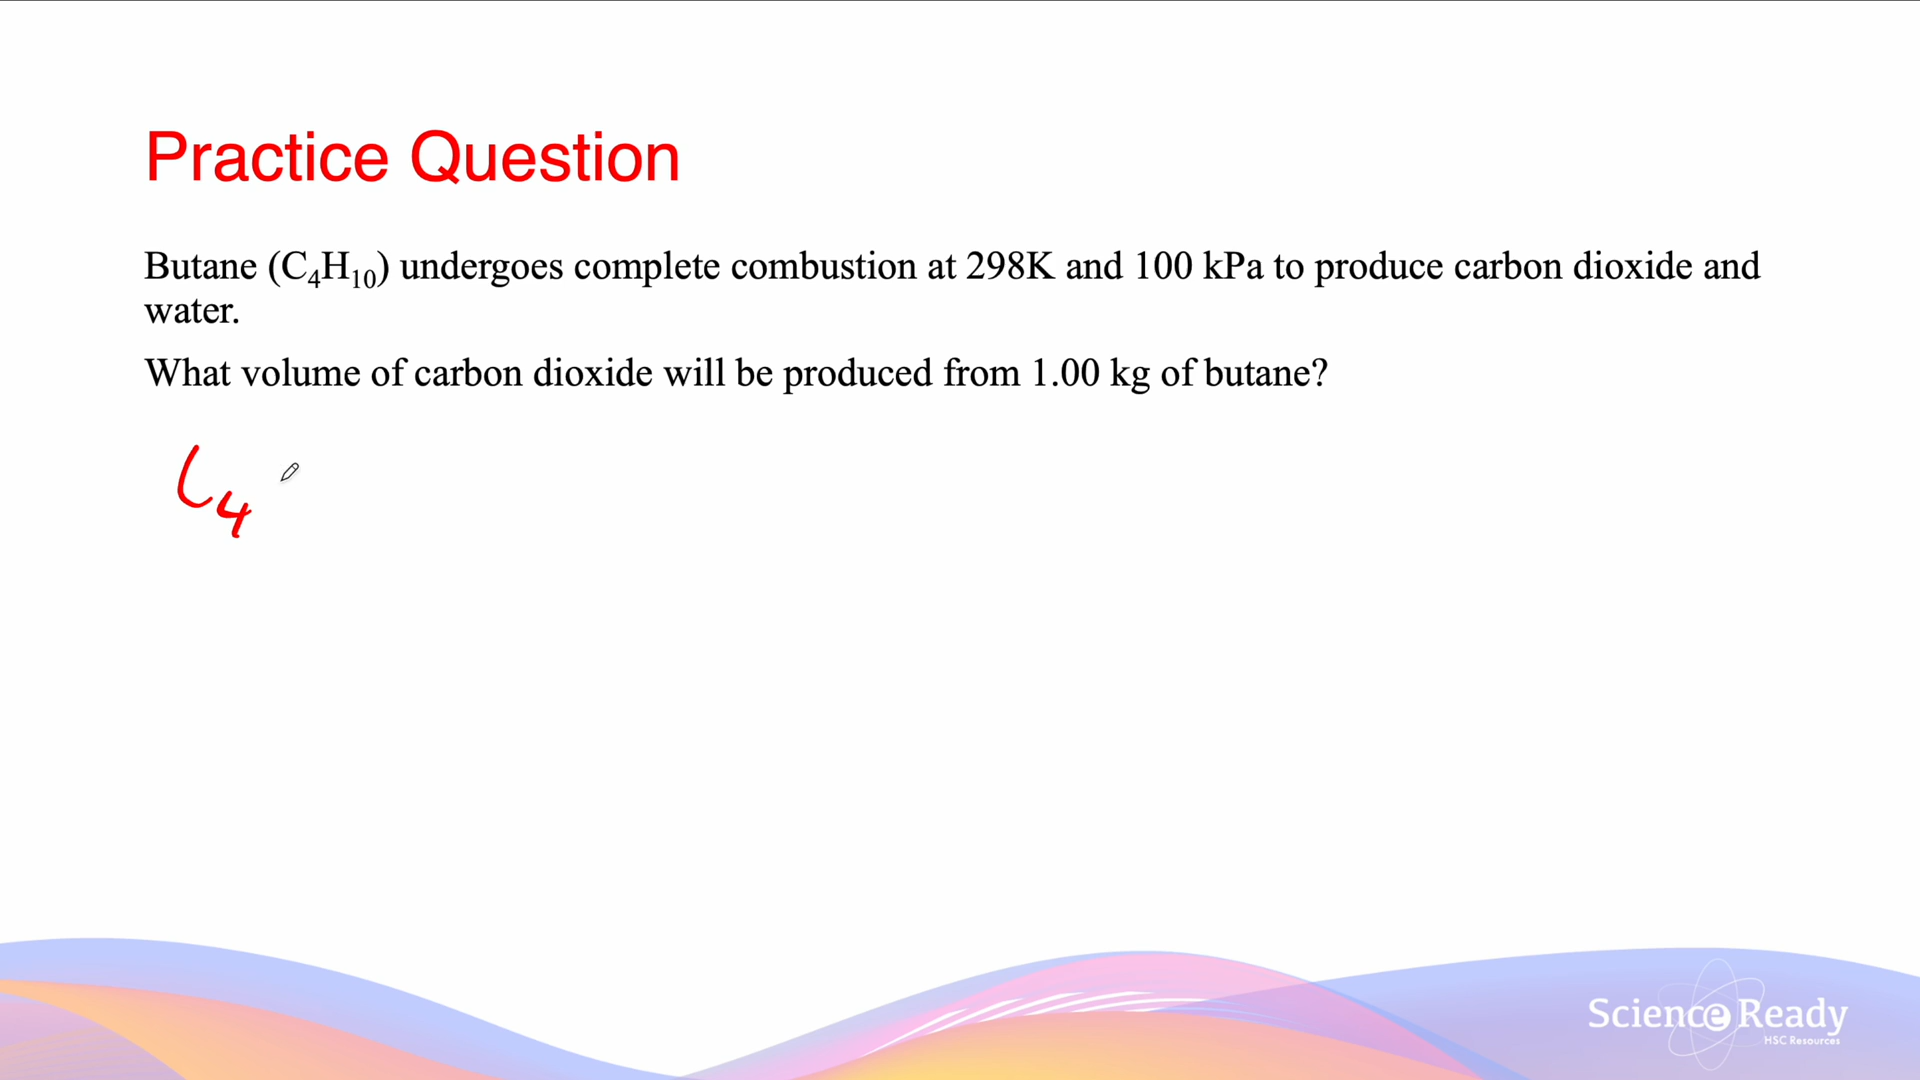 Practice Question
Butane (C₄H₁₀) undergoes complete combustion at 298K and 100 kPa to produce carbon dioxide and
water.
What volume of carbon dioxide will be produced from 1.00 kg of butane?
C₄
Science Ready
HSC Resources